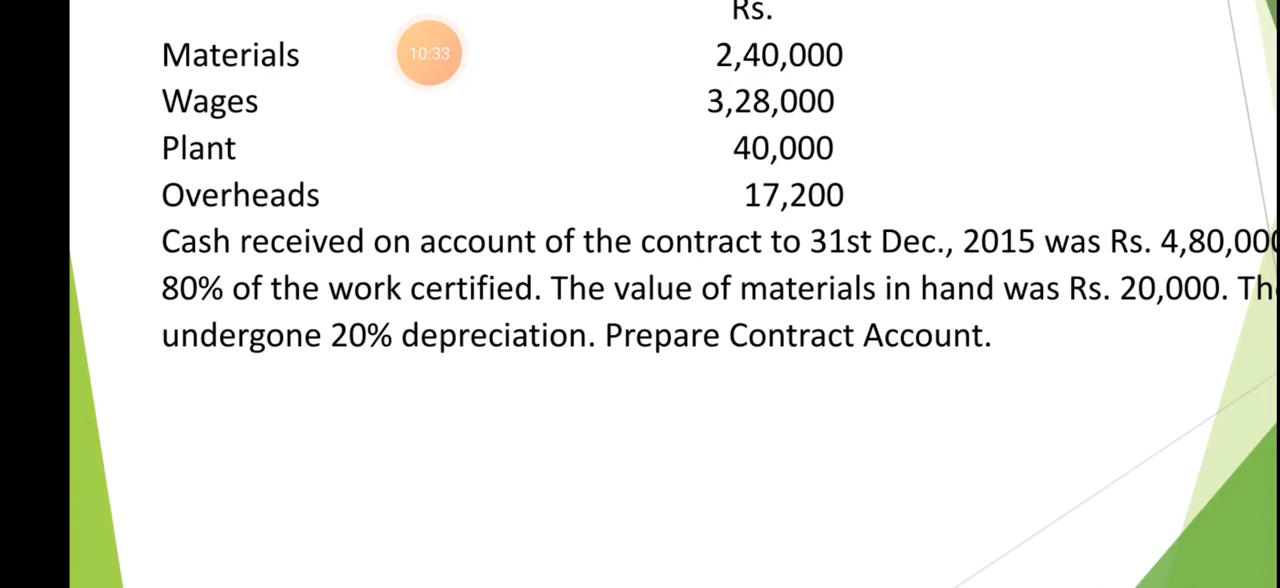 Rs.
Materials 10:33 2,40,000
Wages 3,28,000
Plant 40,000
Overheads 17,200
Cash received on account of the contract to 31st Dec., 2015 was Rs. 4,80,00
80% of the work certified. The value of materials in hand was Rs. 20,000.
undergone 20% depreciation. Prepare Contract Account.